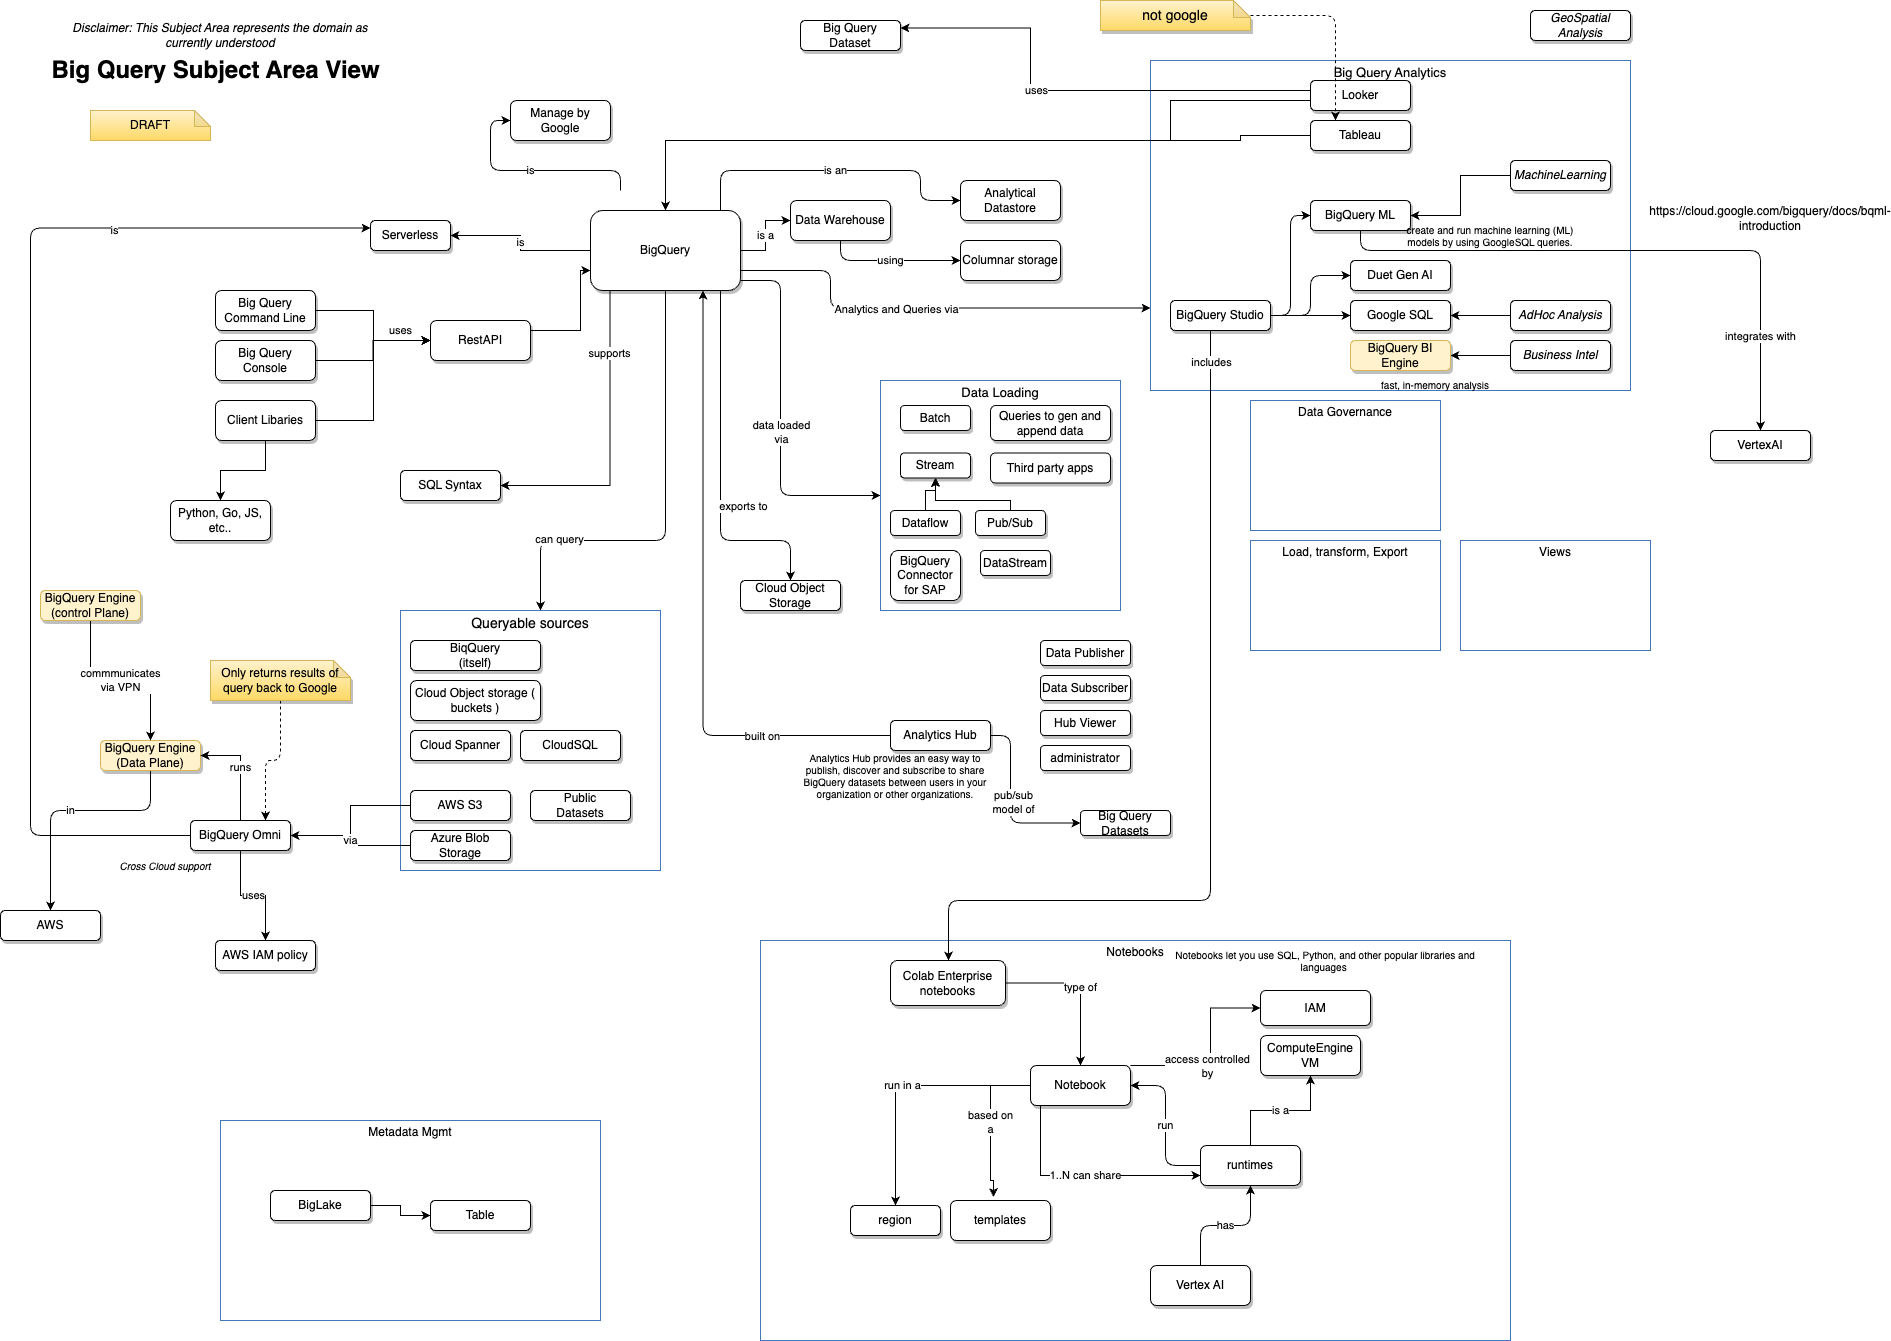 Disclaimer: This Subject Area represents the domain as
currently understood
Big Query Subject Area View
DRAFT
Big Query
Dataset
not google
GeoSpatial
Analysis
Big Query Analytics
uses
Looker
Tableau
Manage by
Google
is
is an
Analytical
Datastore
MachineLearning
BigQuery ML
https://cloud.google.com/bigquery/docs/bqml-
introduction
create and run machine learning (ML)
models by using GoogleSQL queries.
is
Serverless
is
BigQuery
is a
Data Warehouse
using
Columnar storage
Duet Gen AI
Analytics and Queries via
BigQuery Studio
Google SQL
AdHoc Analysis
BigQuery BI
Engine
Business Intel
fast, in-memory analysis
includes
integrates with
VertexAI
Big Query
Command Line
Big Query
Console
uses
RestAPI
Client Libaries
Python, Go, JS,
etc..
supports
SQL Syntax
data loaded
via
exports to
can query
Cloud Object
Storage
Data Loading
Batch
Queries to gen and
append data
Stream
Third party apps
Dataflow
Pub/Sub
BigQuery
Connector
for SAP
DataStream
Data Governance
Load, transform, Export
Views
BigQuery Engine
(control Plane)
commmunicates
via VPN
Only returns results of
query back to Google
BigQuery Engine
(Data Plane)
runs
in
BigQuery Omni
Cross Cloud support
uses
AWS
AWS IAM policy
via
Queryable sources
BiqQuery
(itself)
Cloud Object storage (
buckets )
Cloud Spanner
CloudSQL
AWS S3
Public
Datasets
Azure Blob
Storage
Data Publisher
Data Subscriber
Hub Viewer
administrator
built on
Analytics Hub
Analytics Hub provides an easy way to
publish, discover and subscribe to share
BigQuery datasets between users in your
organization or other organizations.
pub/sub
model of
Big Query
Datasets
Notebooks
Notebooks let you use SQL, Python, and other popular libraries and
languages
Colab Enterprise
notebooks
type of
IAM
ComputeEngine
VM
access controlled
by
Notebook
run in a
based on
a
run
is a
1..N can share
runtimes
region
templates
has
Vertex AI
Metadata Mgmt
BigLake
Table